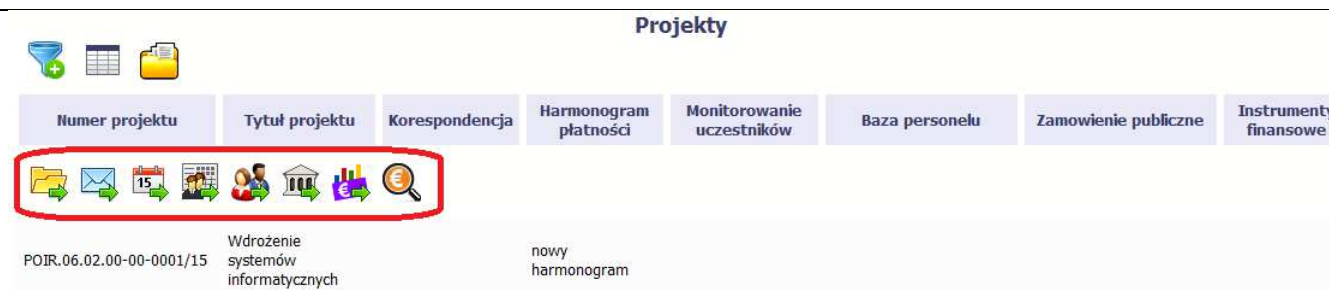 Projekty
Numer projektu Tytuł projektu Korespondencja Harmonogram płatności Monitorowanie uczestników Baza personelu Zamowienie publiczne Instrumenty finansowe
15
POIR.06.02.00-00-0001/15 Wdrożenie systemów informatycznych nowy harmonogram